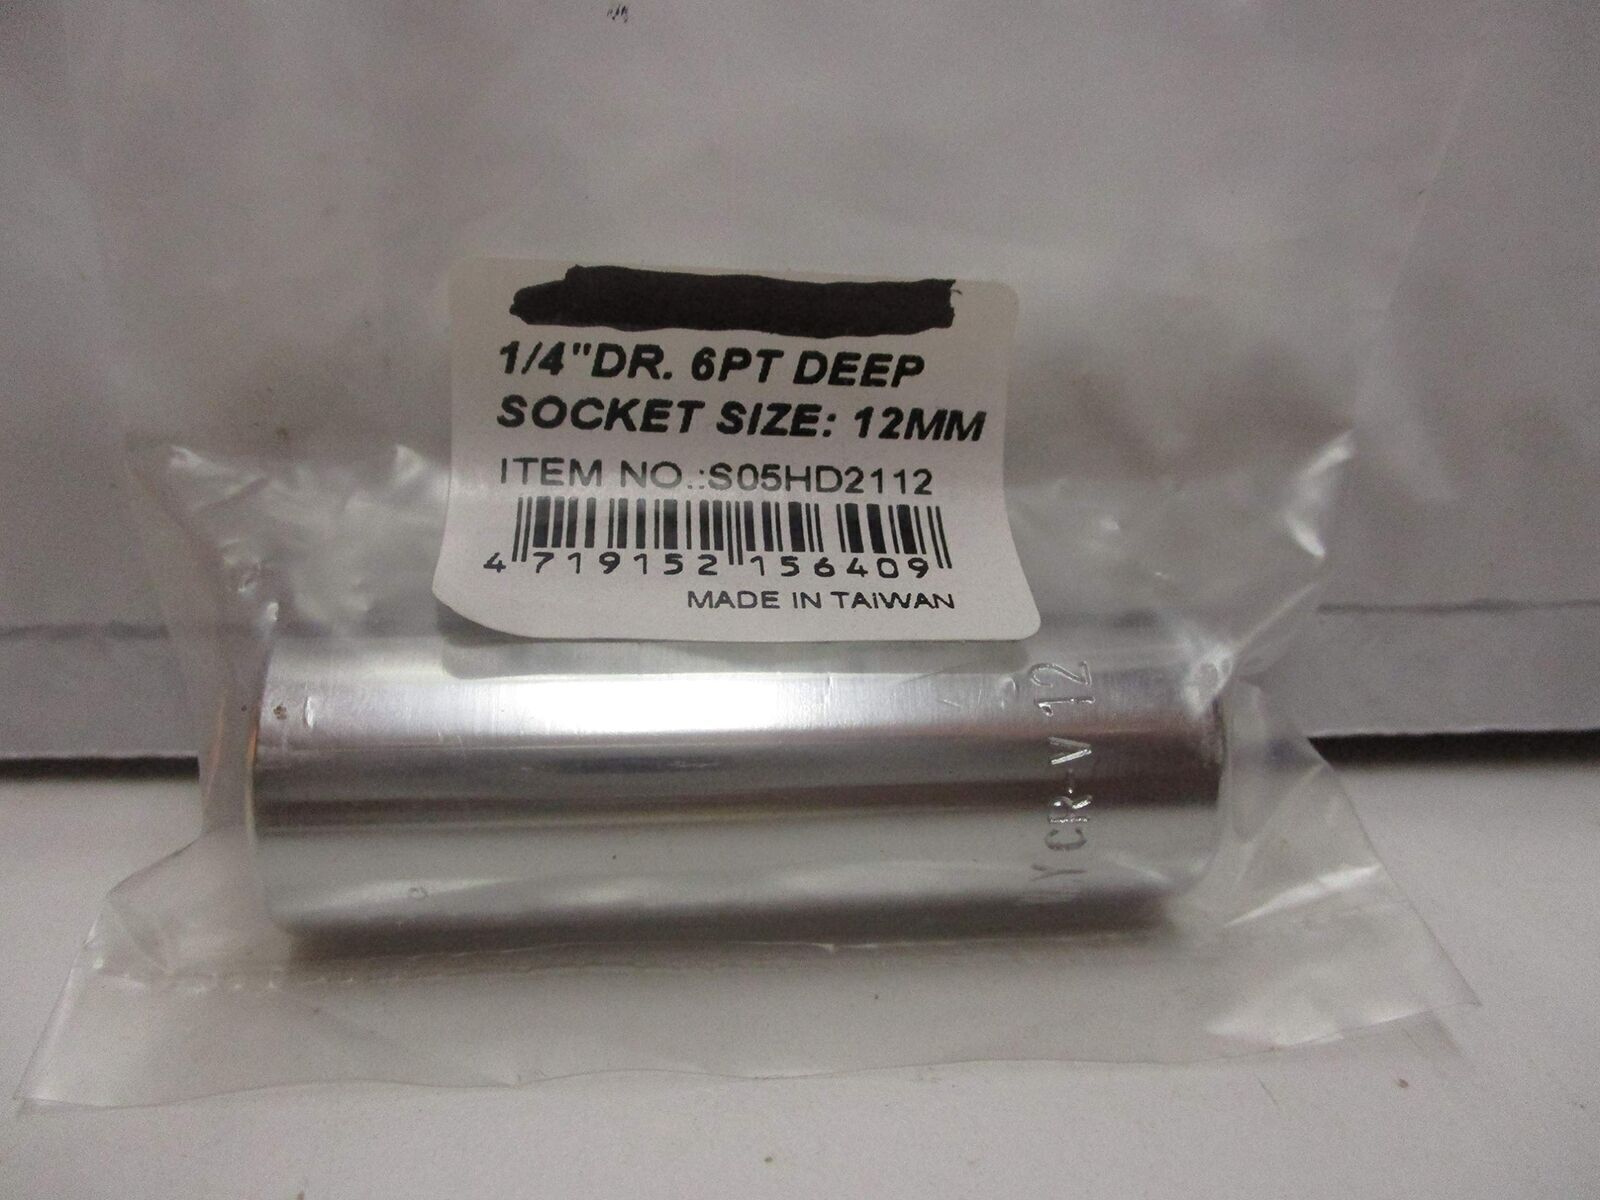 1/4"DR. 6PT DEEP
SOCKET SIZE: 12MM
ITEM NO.:S05HD2112
4 719152 156409
MADE IN TAIWAN
CR-V 12